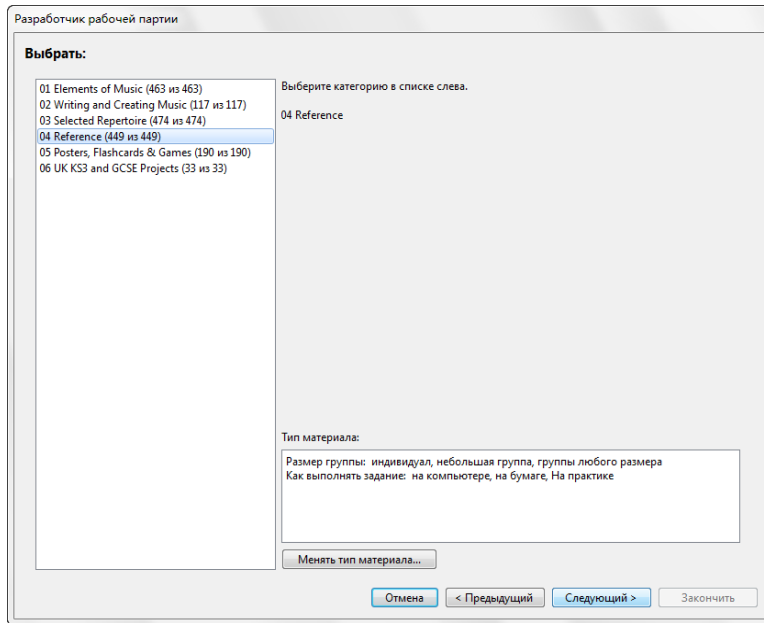 Разработчик рабочей партии
Выбрать:
01 Elements of Music (463 из 463)
02 Writing and Creating Music (117 из 117)
03 Selected Repertoire (474 из 474)
04 Reference (449 из 449)
05 Posters, Flashcards & Games (190 из 190)
06 UK KS3 and GCSE Projects (33 из 33)
Выберите категорию в списке слева.
04 Reference
Тип материала:
Размер группы: индивидуал, небольшая группа, группы любого размера
Как выполнять задание: на компьютере, на бумаге, На практике
Менять тип материала...
Отмена
< Предыдущий
Следующий >
Закончить